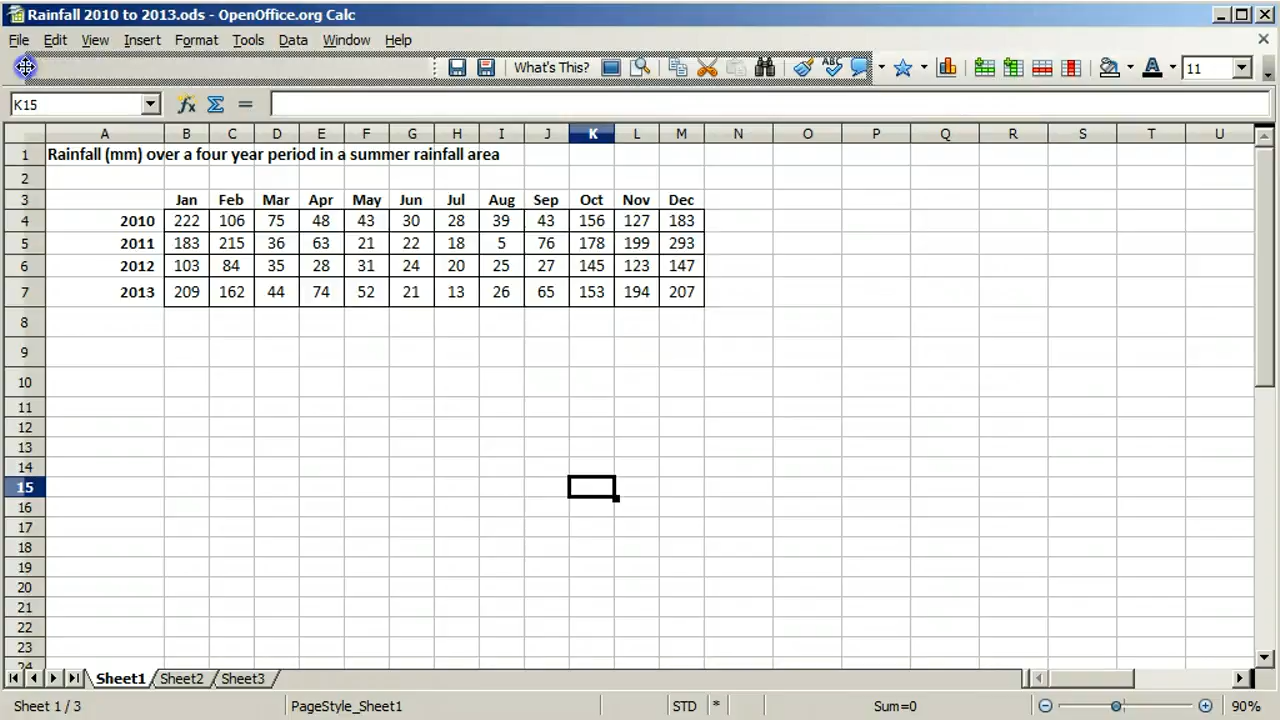 Rainfall 2010 to 2013.ods - OpenOffice.org Calc
File Edit View Insert Format Tools Data Window Help
What's This? ABC A 11
K15 fx Σ =
A B C D E F G H I J K L M N O P Q R S T U
1 Rainfall (mm) over a four year period in a summer rainfall area
2
3 Jan Feb Mar Apr May Jun Jul Aug Sep Oct Nov Dec
4 2010 222 106 75 48 43 30 28 39 43 156 127 183
5 2011 183 215 36 63 21 22 18 5 76 178 199 293
6 2012 103 84 35 28 31 24 20 25 27 145 123 147
7 2013 209 162 44 74 52 21 13 26 65 153 194 207
8
9
10
11
12
13
14
15
16
17
18
19
20
21
22
23
24
Sheet1 Sheet2 Sheet3
Sheet 1 / 3 PageStyle_Sheet1 STD * Sum=0 90%